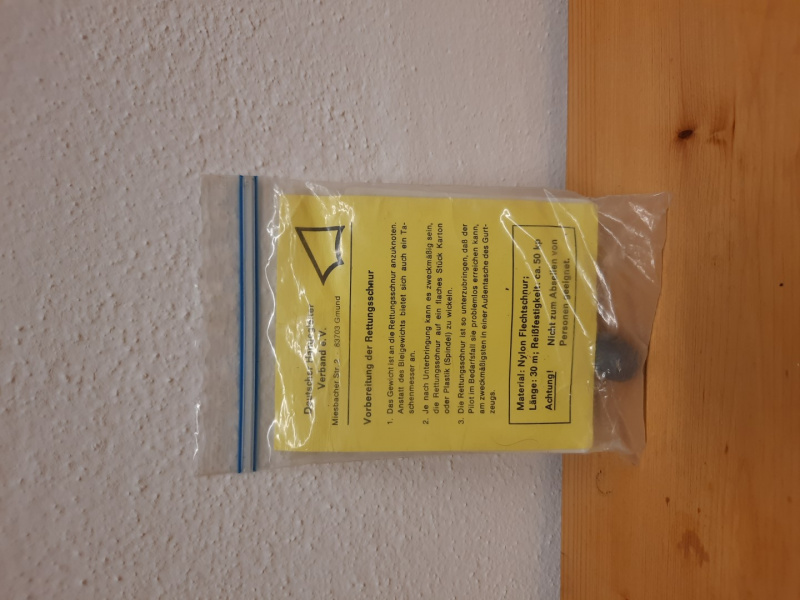 Deutscher Hängegleiter
Verband e.V.
Miesbacher Str. 2 83703 Gmund
Vorbereitung der Rettungsschnur
1. Das Gewicht ist an die Rettungsschnur anzuknoten.
Anstatt des Bleigewichts bietet sich auch ein Ta-
schenmesser an.
2. Je nach Unterbringung kann es zweckmäßig sein,
die Rettungsschnur auf ein flaches Stück Karton
oder Plastik (Spindel) zu wickeln.
3. Die Rettungsschnur ist so unterzubringen, daß der
Pilot im Bedarfsfall sie problemlos erreichen kann,
am zweckmäßigsten in einer Außentasche des Gurt-
zeugs.
Material: Nylon Flechtschnur;
Länge: 30 m; Reißfestigkeit: ca. 50 kp
Achtung! Nicht zum Abseilen von
Personen geeignet.